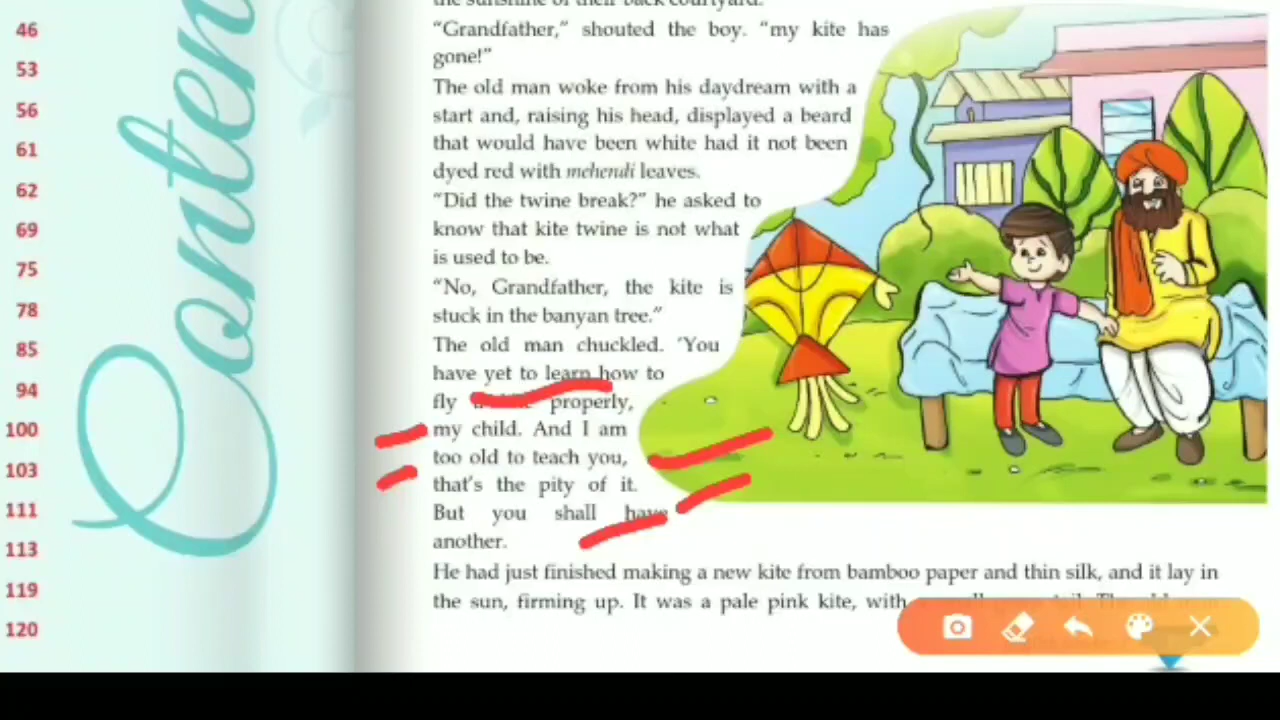 46
53
56
61
62
69
75
78
85
94
100
103
111
113
119
120
Conten
the sunshine of their back courtyard.
“Grandfather,” shouted the boy. “my kite has
gone!”
The old man woke from his daydream with a
start and, raising his head, displayed a beard
that would have been white had it not been
dyed red with mehendi leaves.
“Did the twine break?” he asked to
know that kite twine is not what
is used to be.
“No, Grandfather, the kite is
stuck in the banyan tree.”
The old man chuckled. ‘You
have yet to learn how to
fly properly,
my child. And I am
too old to teach you,
that’s the pity of it.
But you shall have
another.
He had just finished making a new kite from bamboo paper and thin silk, and it lay in
the sun, firming up. It was a pale pink kite, with